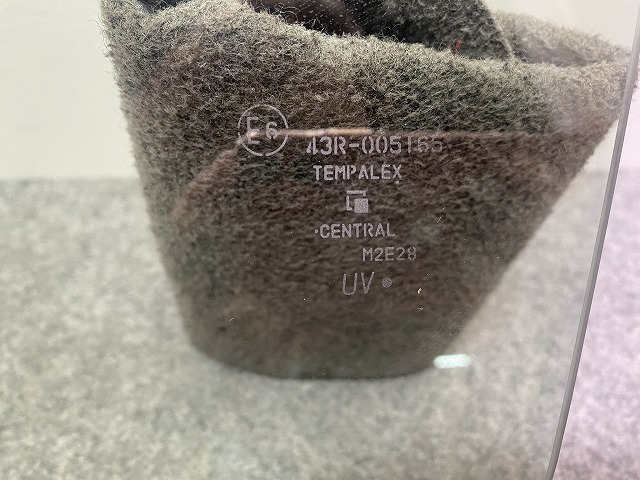 E6
43R-005165
TEMPALEX
·CENTRAL
M2E28
UV